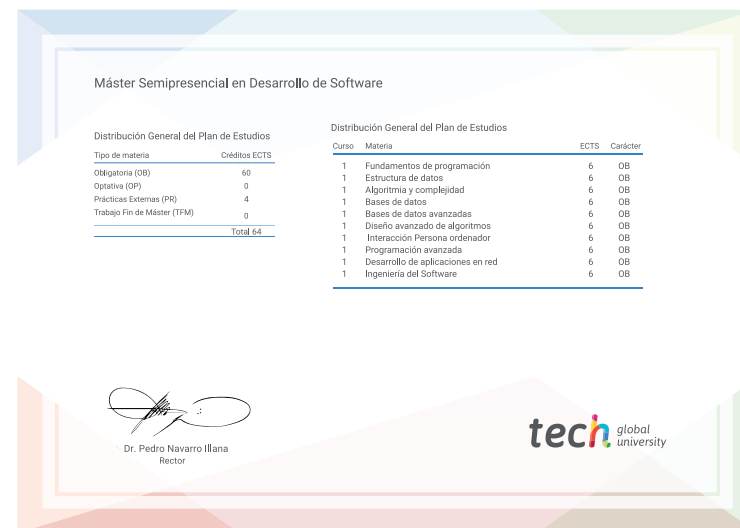 Máster Semipresencial en Desarrollo de Software
Distribución General del Plan de Estudios
Tipo de materia Créditos ECTS
Obligatoria (OB) 60
Optativa (OP) 0
Prácticas Externas (PR) 4
Trabajo Fin de Máster (TFM) 0
Total 64
Distribución General del Plan de Estudios
Curso Materia ECTS Carácter
1 Fundamentos de programación 6 OB
1 Estructura de datos 6 OB
1 Algoritmia y complejidad 6 OB
1 Bases de datos 6 OB
1 Bases de datos avanzadas 6 OB
1 Diseño avanzado de algoritmos 6 OB
1 Interacción Persona ordenador 6 OB
1 Programación avanzada 6 OB
1 Desarrollo de aplicaciones en red 6 OB
1 Ingeniería del Software 6 OB
Dr. Pedro Navarro Illana
Rector
tech global
university